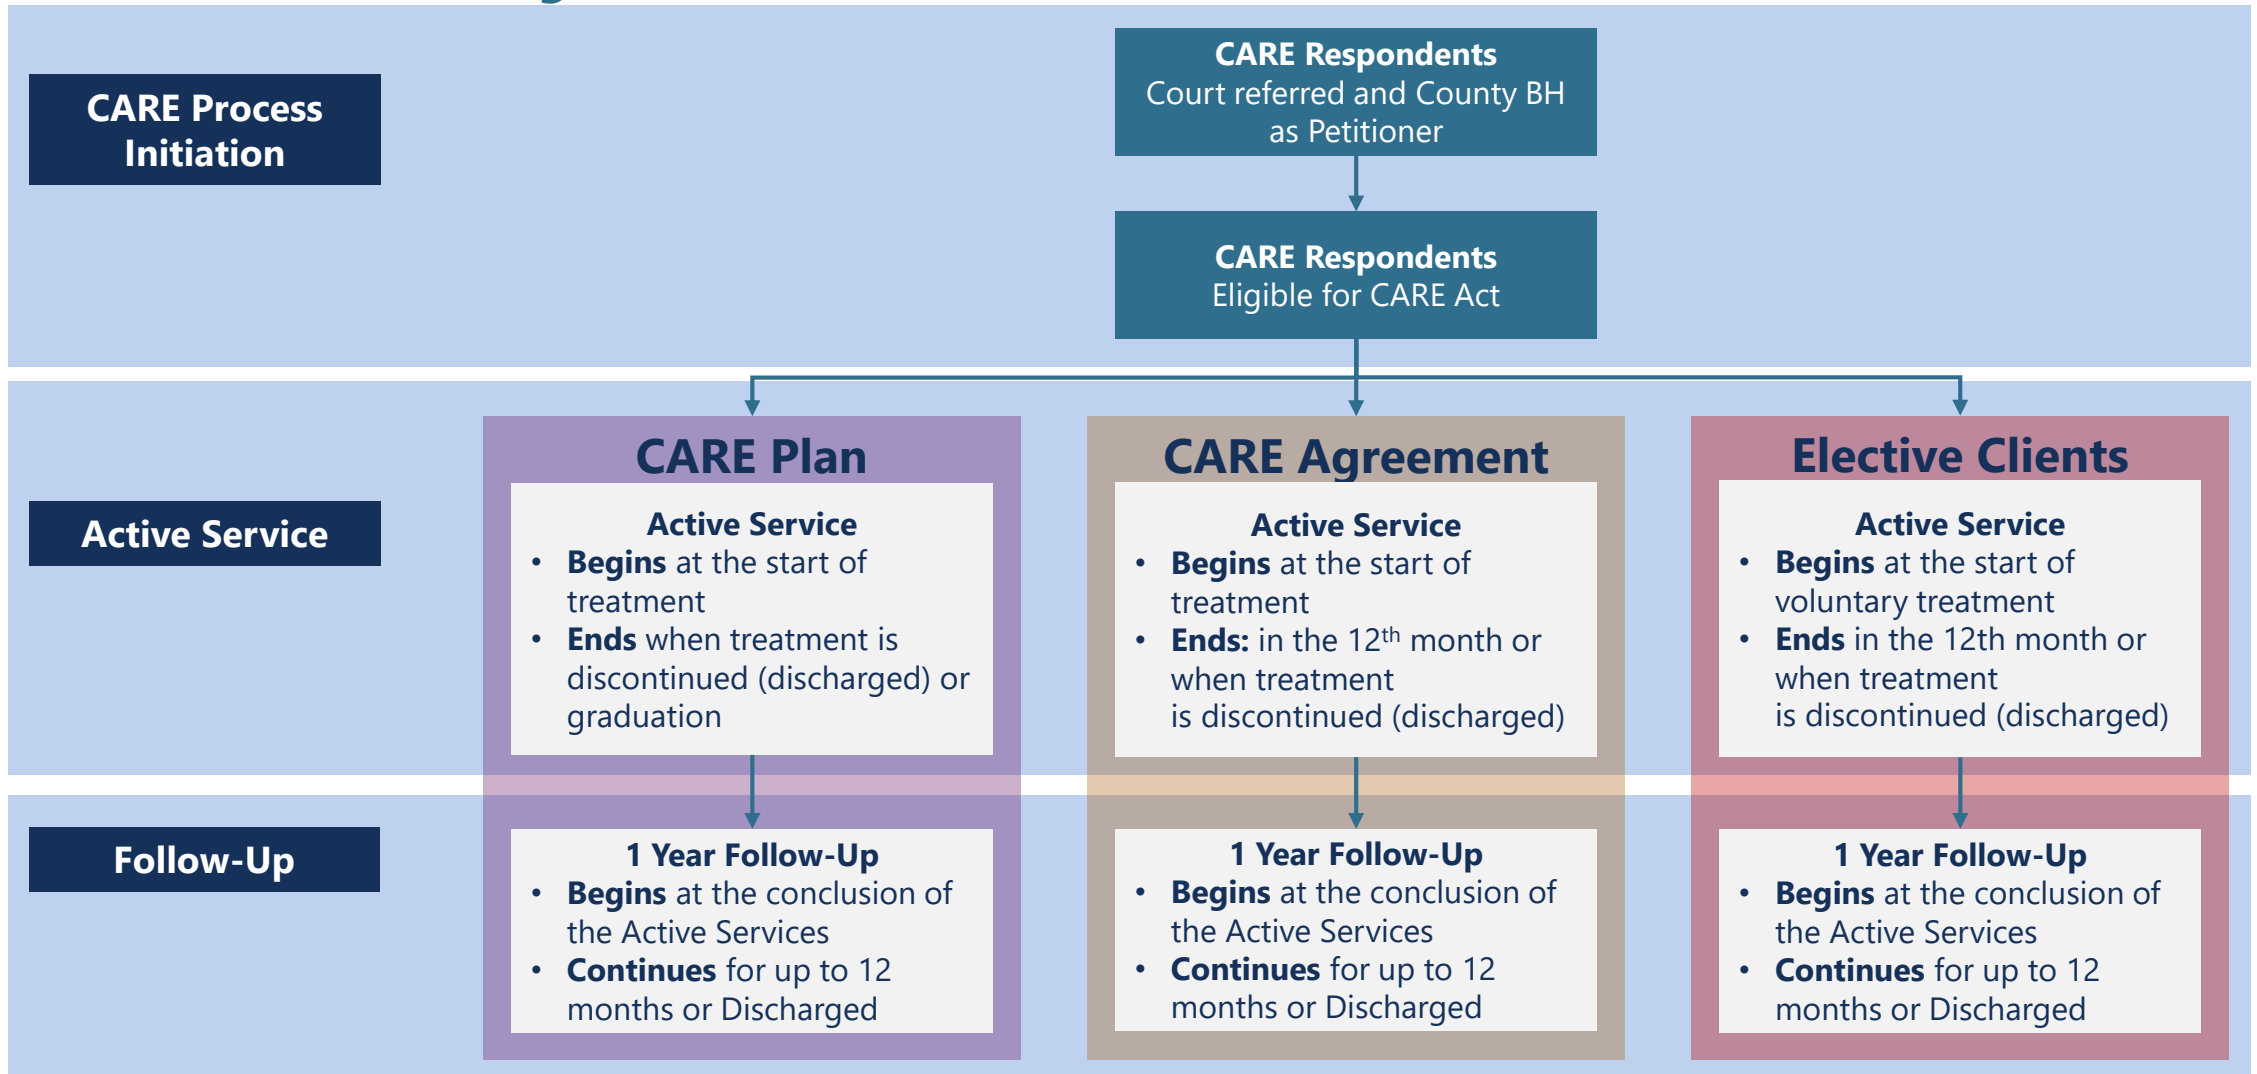 CARE Process
Initiation
CARE Respondents
Court referred and County BH
as Petitioner
CARE Respondents
Eligible for CARE Act
Active Service
CARE Plan
Active Service
• Begins at the start of
treatment
• Ends when treatment is
discontinued (discharged) or
graduation
CARE Agreement
Active Service
• Begins at the start of
treatment
• Ends: in the 12th month or
when treatment
is discontinued (discharged)
Elective Clients
Active Service
• Begins at the start of
voluntary treatment
• Ends in the 12th month or
when treatment
is discontinued (discharged)
Follow-Up
1 Year Follow-Up
• Begins at the conclusion of
the Active Services
• Continues for up to 12
months or Discharged
1 Year Follow-Up
• Begins at the conclusion of
the Active Services
• Continues for up to 12
months or Discharged
1 Year Follow-Up
• Begins at the conclusion of
the Active Services
• Continues for up to 12
months or Discharged